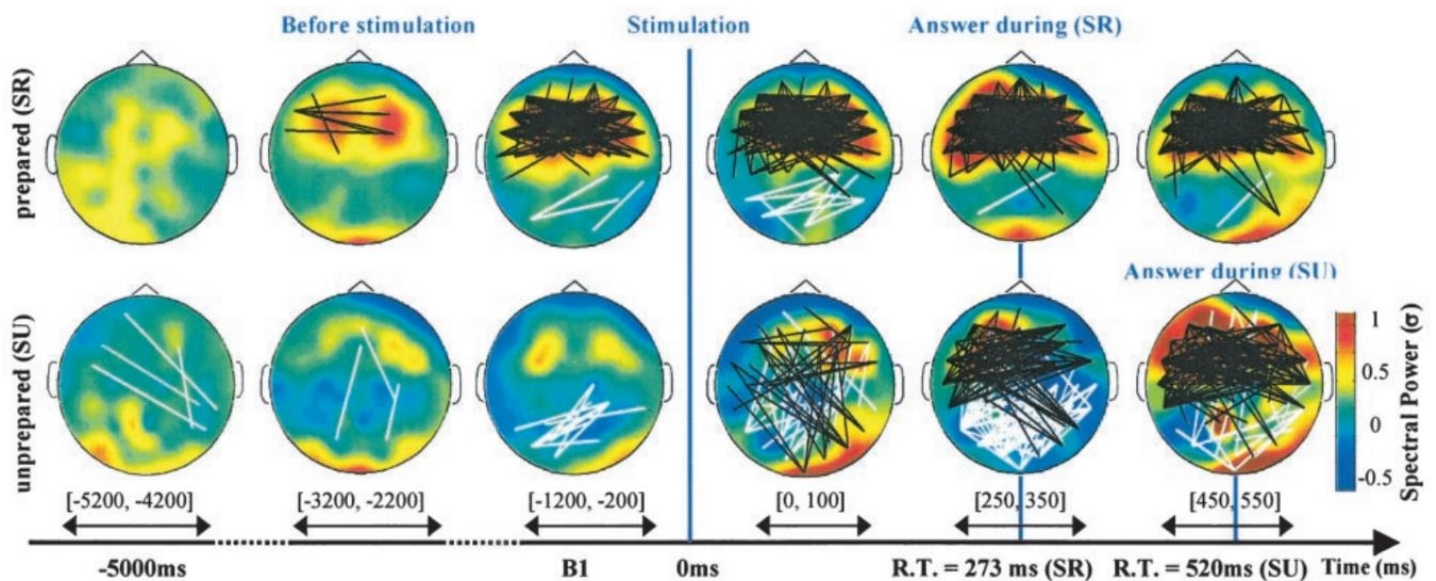 Before stimulation Stimulation Answer during (SR)
prepared (SR)
Answer during (SU)
unprepared (SU)
1
0.5
0
-0.5
Spectral Power (σ)
[-5200, -4200] [-3200, -2200] [-1200, -200] [0, 100] [250, 350] [450, 550]
-5000ms B1 0ms R.T. = 273 ms (SR) R.T. = 520ms (SU) Time (ms)